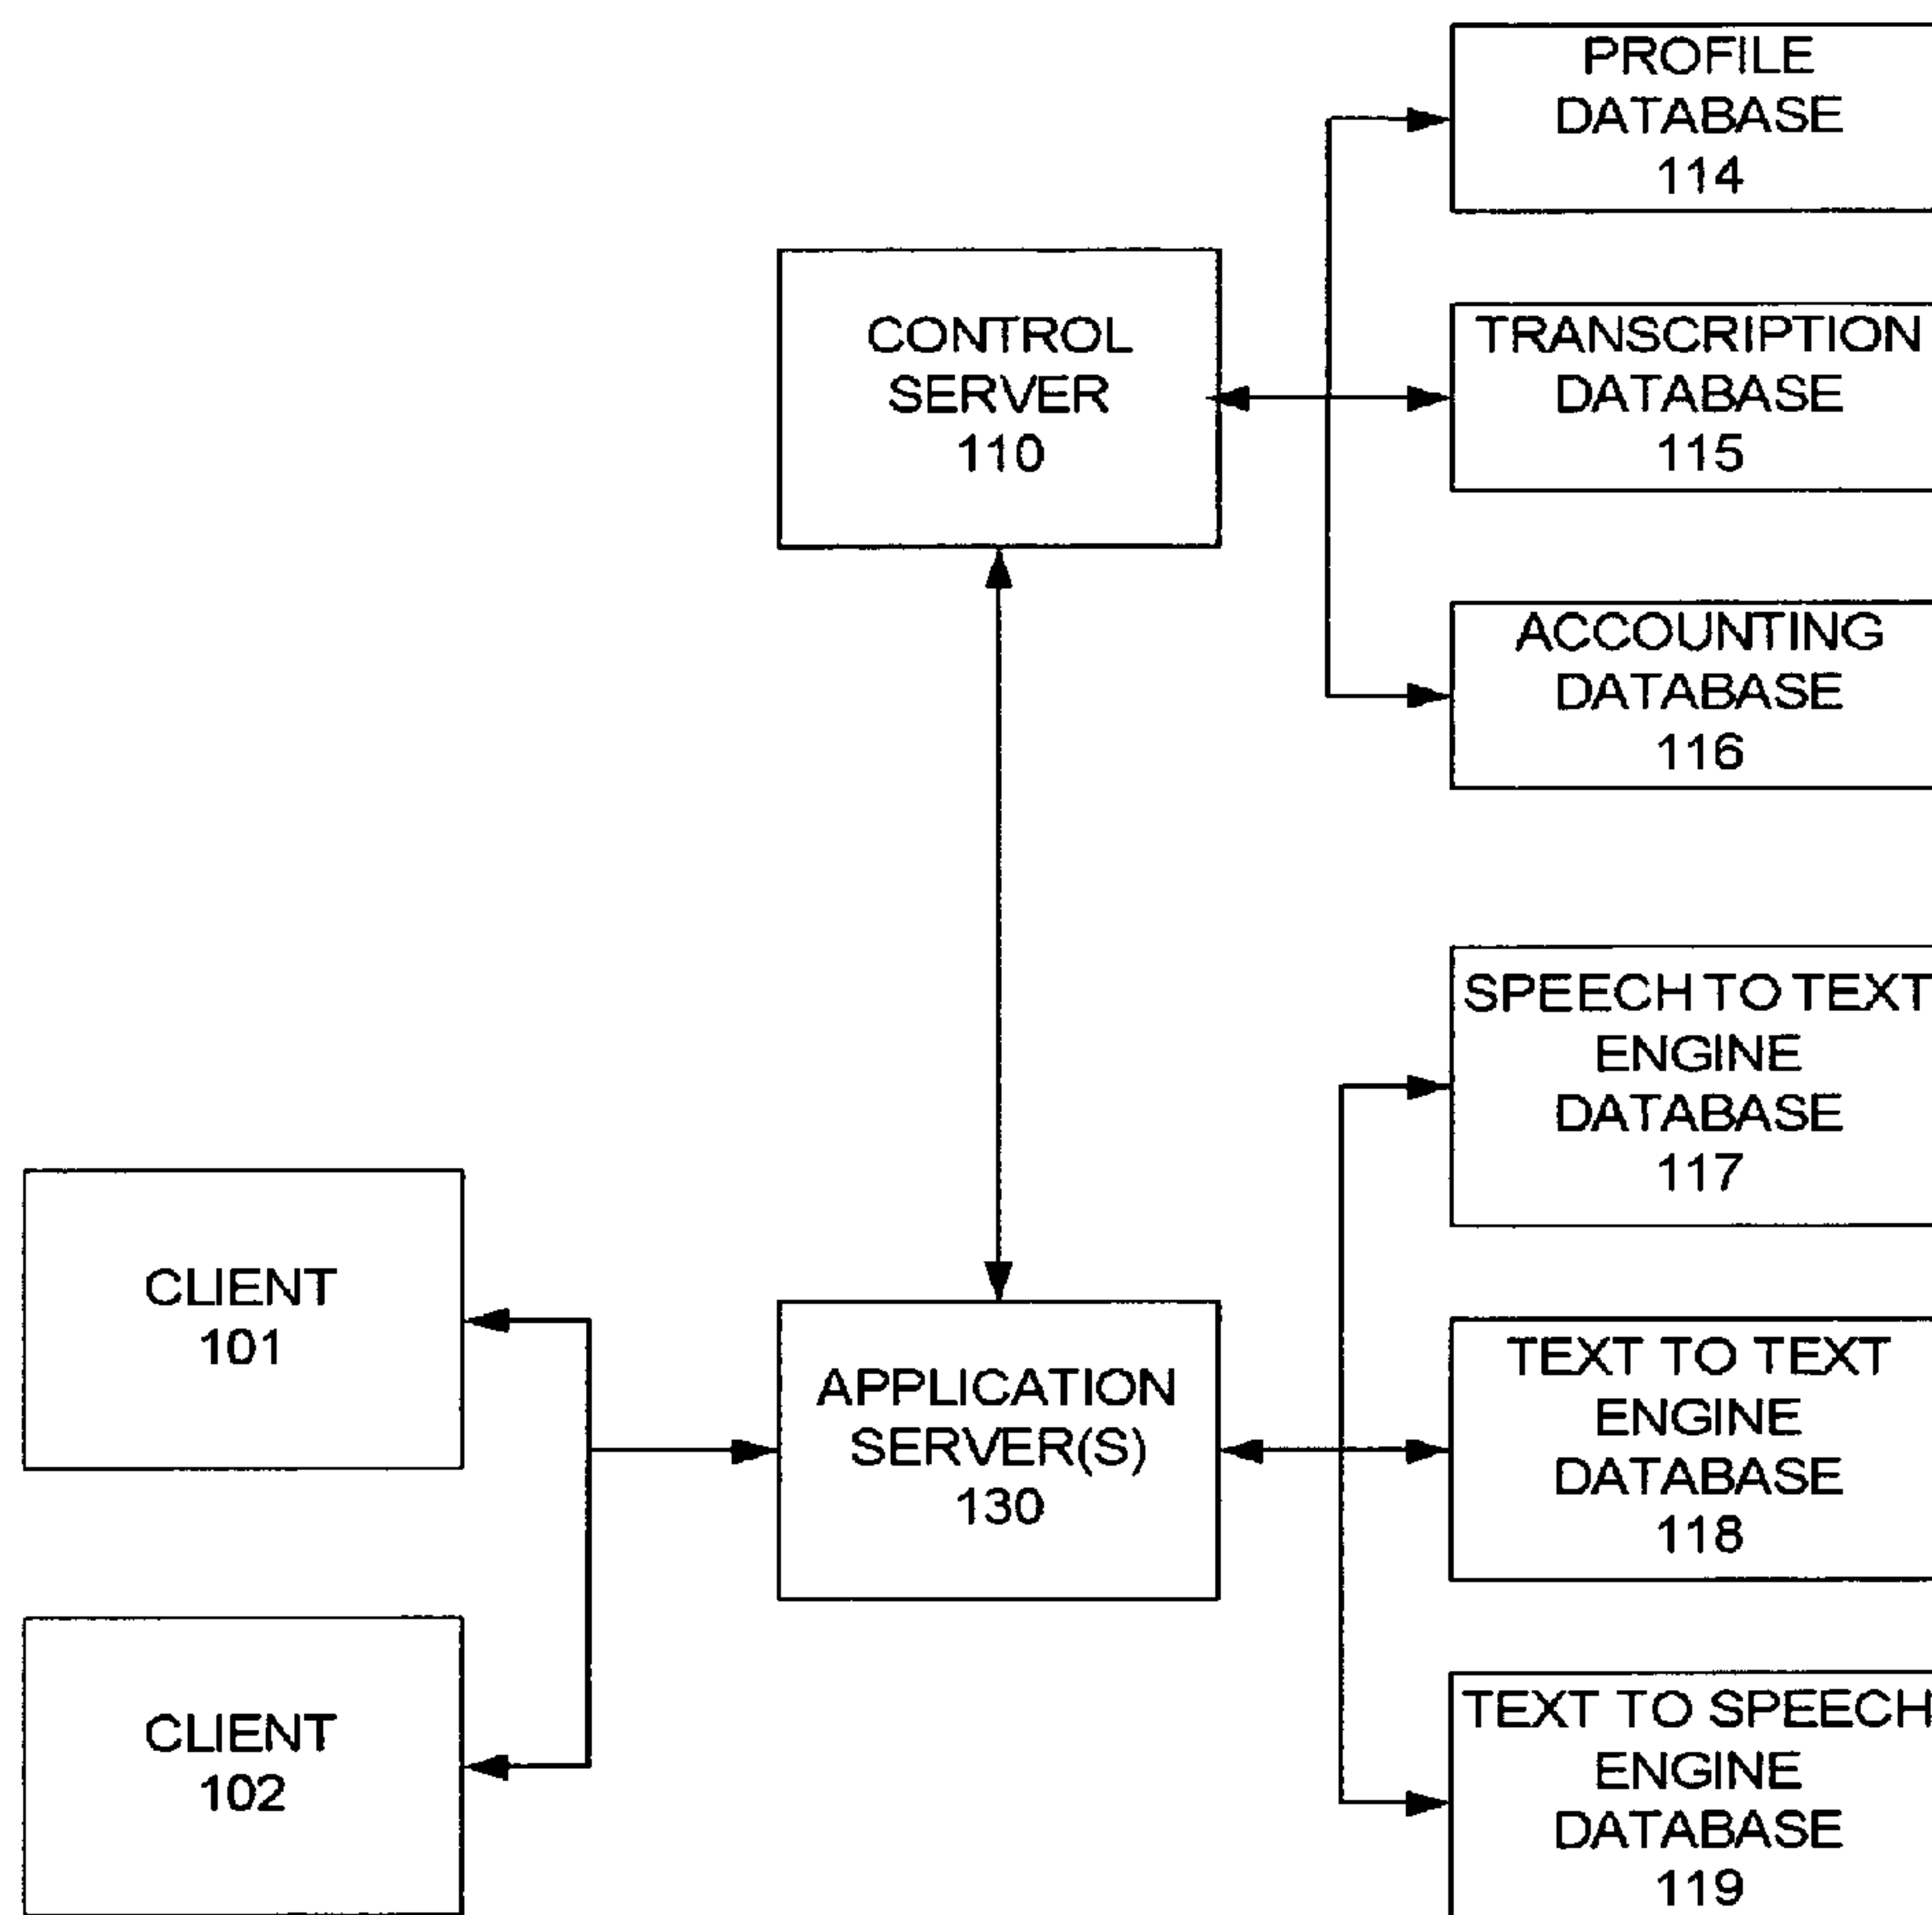 PROFILE
DATABASE
114
CONTROL
SERVER
110
TRANSCRIPTION
DATABASE
115
ACCOUNTING
DATABASE
116
SPEECH TO TEXT
ENGINE
DATABASE
117
CLIENT
101
APPLICATION
SERVER(S)
130
TEXT TO TEXT
ENGINE
DATABASE
118
CLIENT
102
TEXT TO SPEECH
ENGINE
DATABASE
119